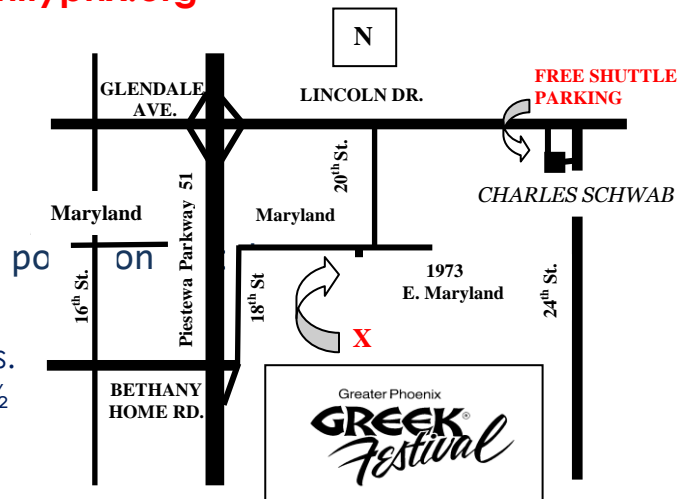 N
FREE SHUTTLE
PARKING
GLENDALE
AVE.
LINCOLN DR.
20th St.
CHARLES SCHWAB
Maryland
Maryland
Piestewa Parkway 51
16th St.
18th St
1973
E. Maryland
24th St.
X
BETHANY
HOME RD.
Greater Phoenix
GREEK®
Festival